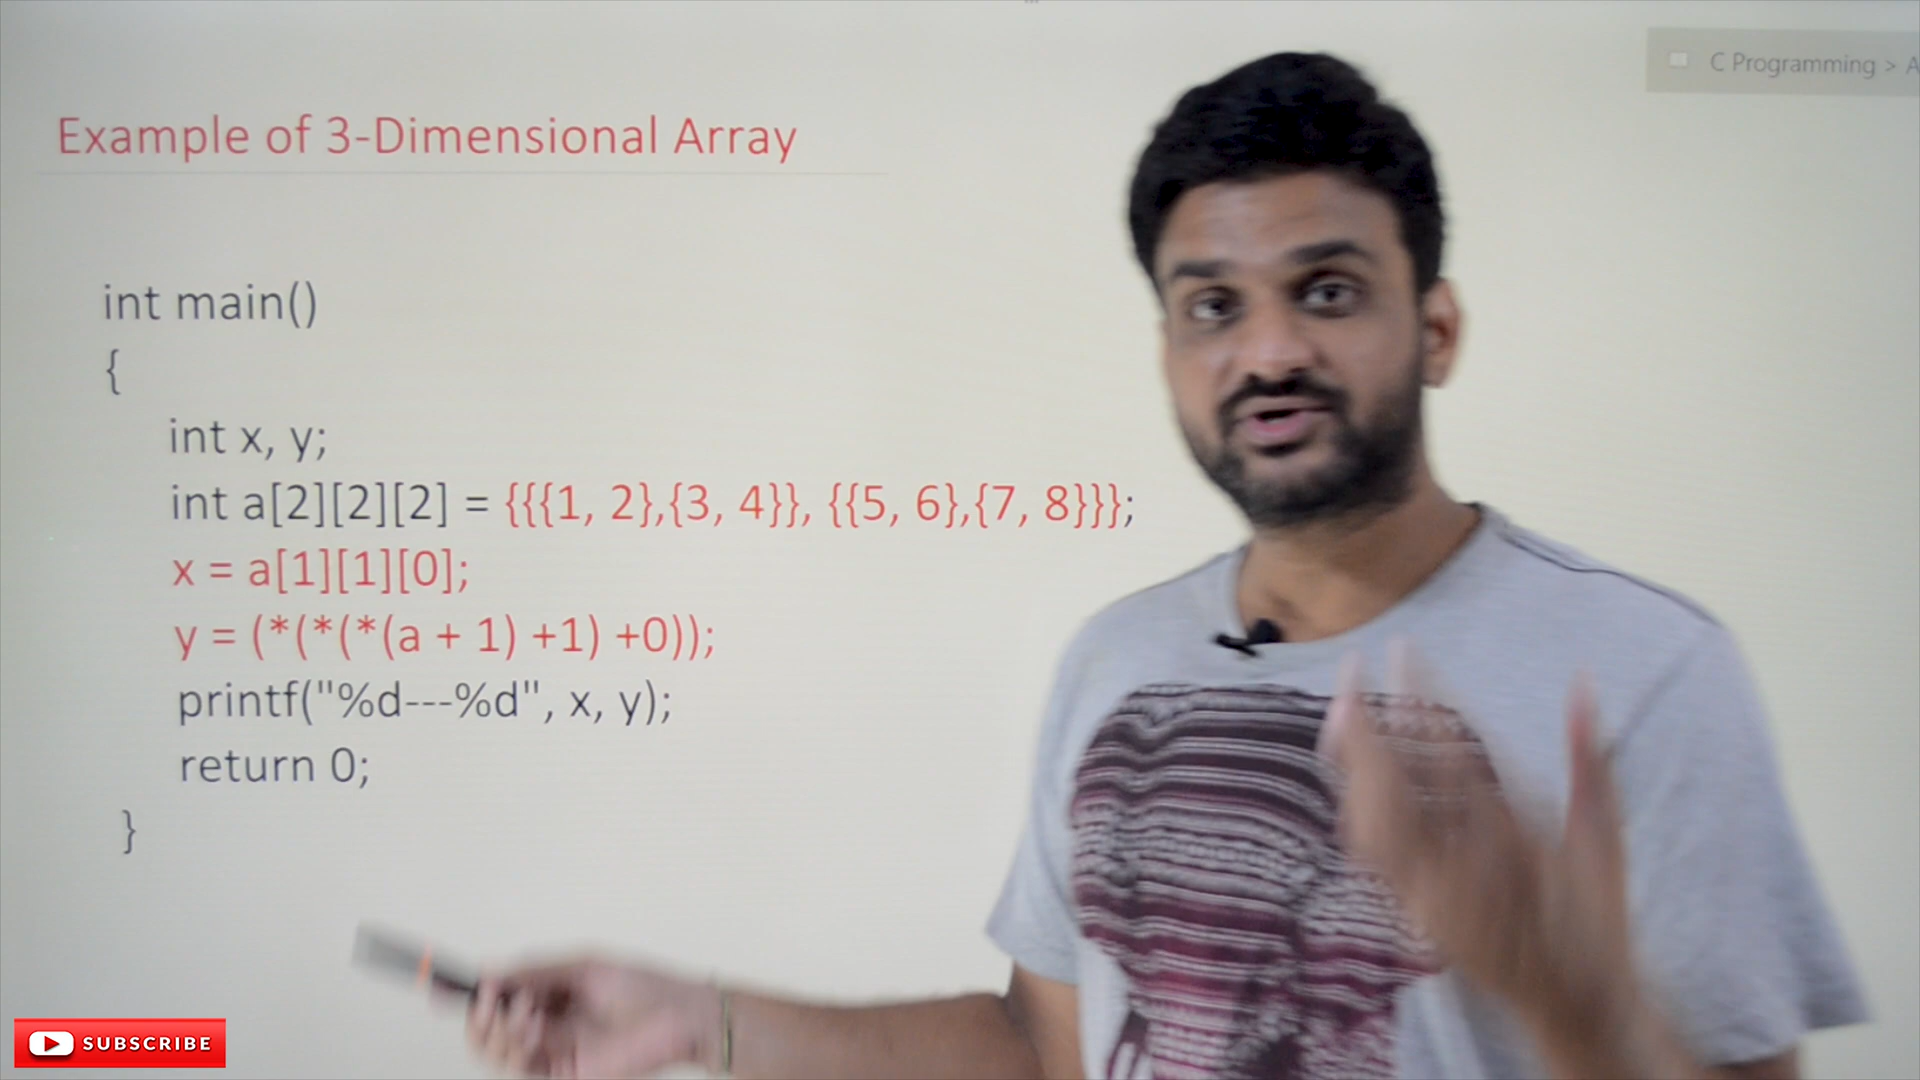 C Programming > A
Example of 3-Dimensional Array
int main()
{
int x, y;
int a[2][2][2] = {{{1, 2},{3, 4}}, {{5, 6},{7, 8}}};
x = a[1][1][0];
y = (*(*(*(a + 1) +1) +0));
printf("%d---%d", x, y);
return 0;
}
SUBSCRIBE